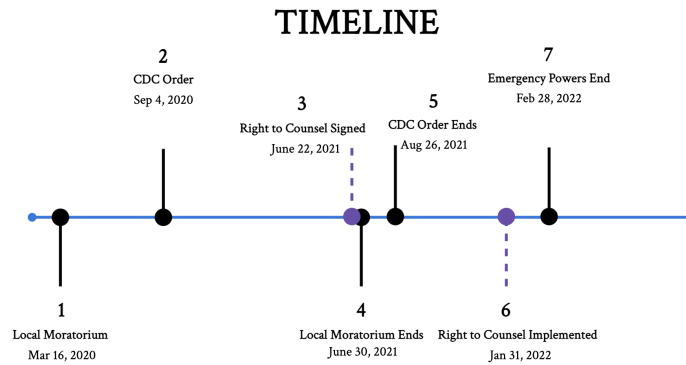 TIMELINE
2
CDC Order
Sep 4, 2020
7
Emergency Powers End
Feb 28, 2022
3
Right to Counsel Signed
June 22, 2021
5
CDC Order Ends
Aug 26, 2021
1
Local Moratorium
Mar 16, 2020
4
Local Moratorium Ends
June 30, 2021
6
Right to Counsel Implemented
Jan 31, 2022